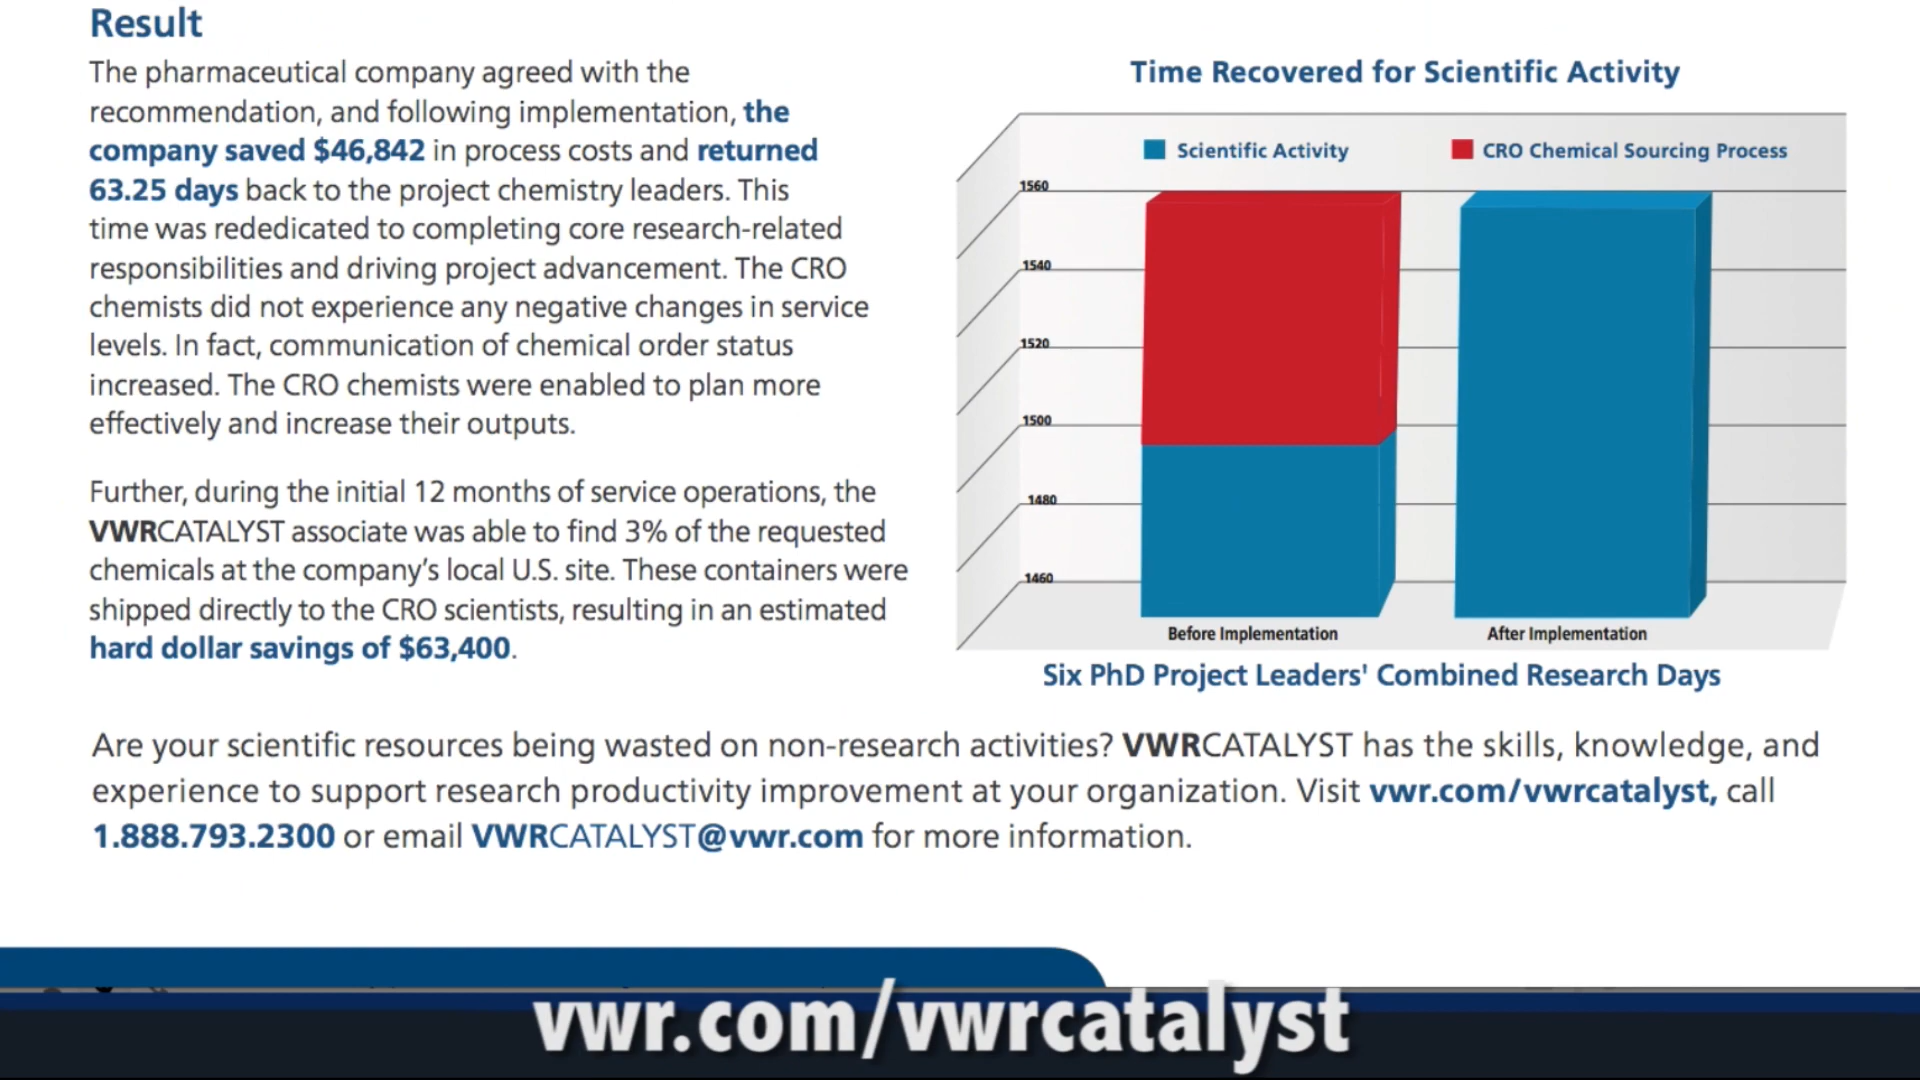 Result
The pharmaceutical company agreed with the
recommendation, and following implementation, the
company saved $46,842 in process costs and returned
63.25 days back to the project chemistry leaders. This
time was rededicated to completing core research-related
responsibilities and driving project advancement. The CRO
chemists did not experience any negative changes in service
levels. In fact, communication of chemical order status
increased. The CRO chemists were enabled to plan more
effectively and increase their outputs.
Further, during the initial 12 months of service operations, the
VWRCATALYST associate was able to find 3% of the requested
chemicals at the company’s local U.S. site. These containers were
shipped directly to the CRO scientists, resulting in an estimated
hard dollar savings of $63,400.
Time Recovered for Scientific Activity
Scientific Activity
CRO Chemical Sourcing Process
1560
1540
1520
1500
1480
1460
Before Implementation
After Implementation
Six PhD Project Leaders' Combined Research Days
Are your scientific resources being wasted on non-research activities? VWRCATALYST has the skills, knowledge, and
experience to support research productivity improvement at your organization. Visit vwr.com/vwrcatalyst, call
1.888.793.2300 or email VWRCATALYST@vwr.com for more information.
vwr.com/vwrcatalyst